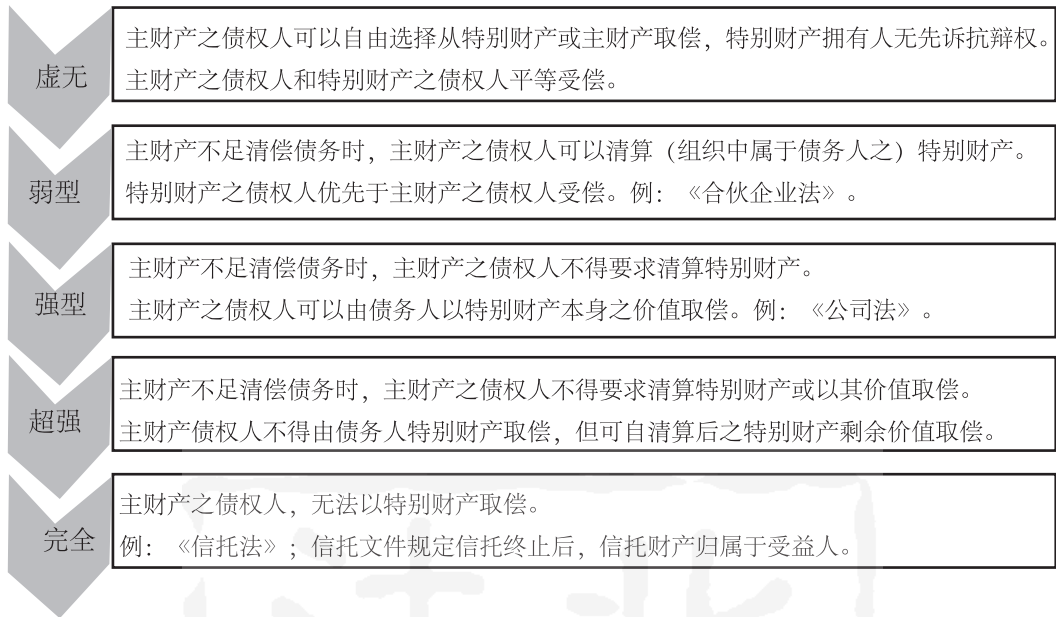 虚无
主财产之债权人可以自由选择从特别财产或主财产取偿，特别财产拥有人无先诉抗辩权。
主财产之债权人和特别财产之债权人平等受偿。
弱型
主财产不足清偿债务时，主财产之债权人可以清算（组织中属于债务人之）特别财产。
特别财产之债权人优先于主财产之债权人受偿。例：《合伙企业法》。
强型
主财产不足清偿债务时，主财产之债权人不得要求清算特别财产。
主财产之债权人可以由债务人以特别财产本身之价值取偿。例：《公司法》。
超强
主财产不足清偿债务时，主财产之债权人不得要求清算特别财产或以其价值取偿。
主财产债权人不得由债务人特别财产取偿，但可自清算后之特别财产剩余价值取偿。
完全
主财产之债权人，无法以特别财产取偿。
例：《信托法》；信托文件规定信托终止后，信托财产归属于受益人。